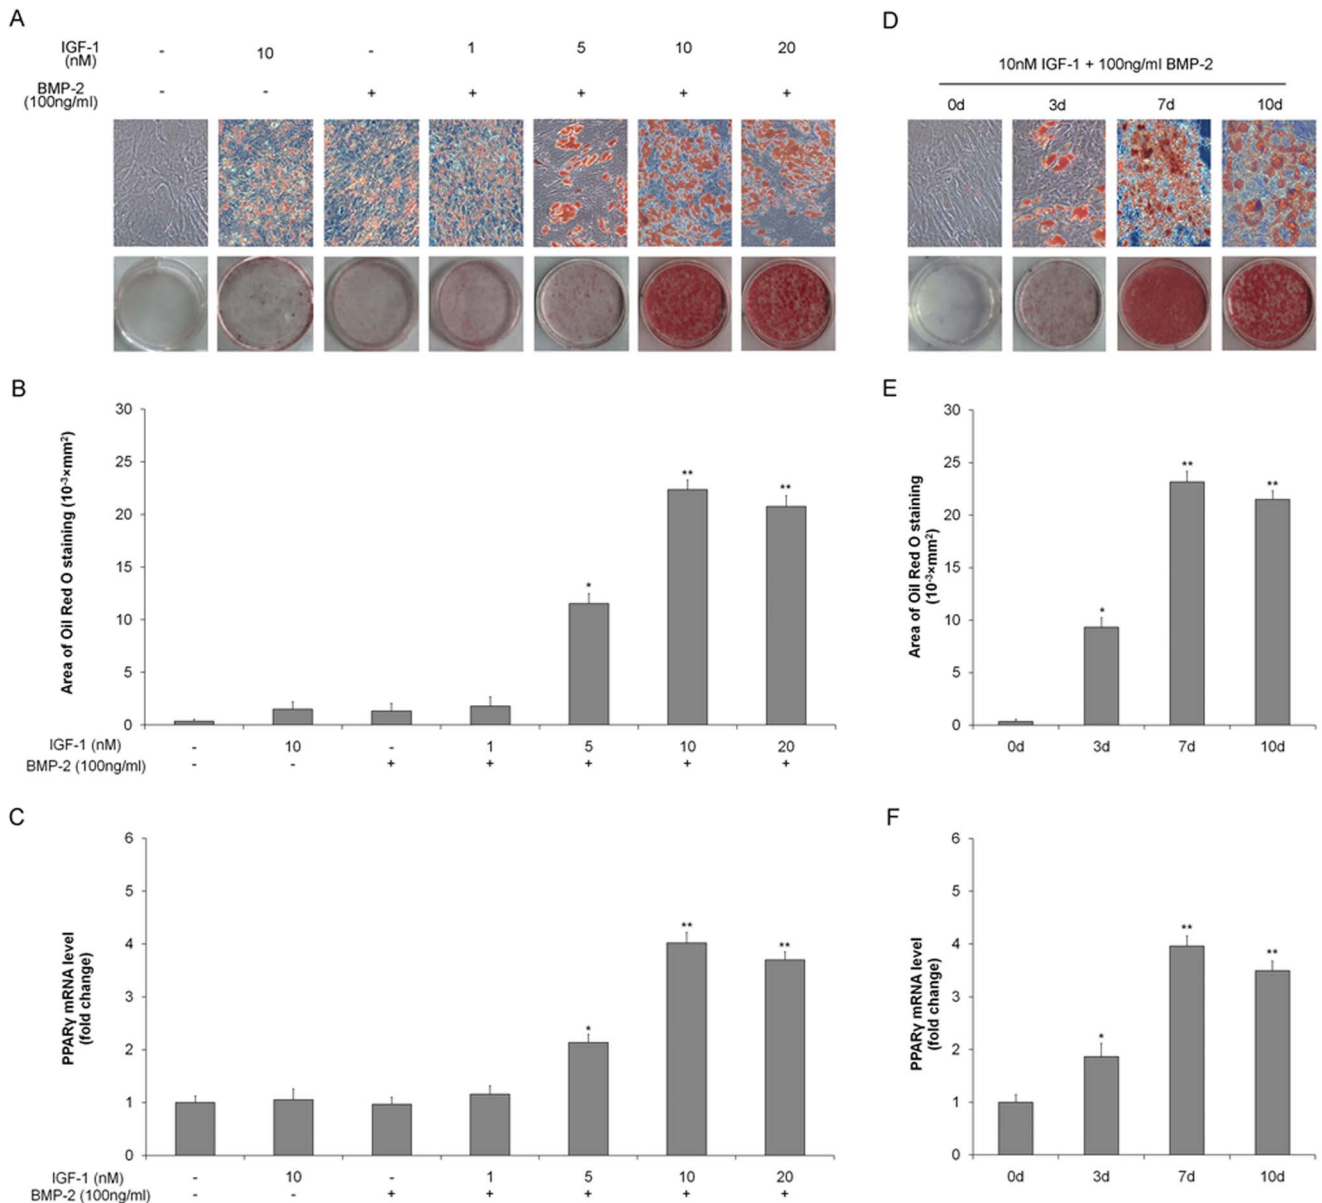 A
IGF-1 (nM) - 10 - 1 5 10 20
BMP-2 (100ng/ml) - - + + + + +
D
10nM IGF-1 + 100ng/ml BMP-2
0d 3d 7d 10d
B
Area of Oil Red O staining (10⁻³×mm²)
30
25
20
15
10
5
0
* ** **
IGF-1 (nM) - 10 - 1 5 10 20
BMP-2 (100ng/ml) - - + + + + +
E
Area of Oil Red O staining
(10⁻³×mm²)
30
25
20
15
10
5
0
* ** **
0d 3d 7d 10d
C
PPARγ mRNA level
(fold change)
6
5
4
3
2
1
0
* ** **
IGF-1 (nM) - 10 - 1 5 10 20
BMP-2 (100ng/ml) - - + + + + +
F
PPARγ mRNA level
(fold change)
6
5
4
3
2
1
0
* ** **
0d 3d 7d 10d